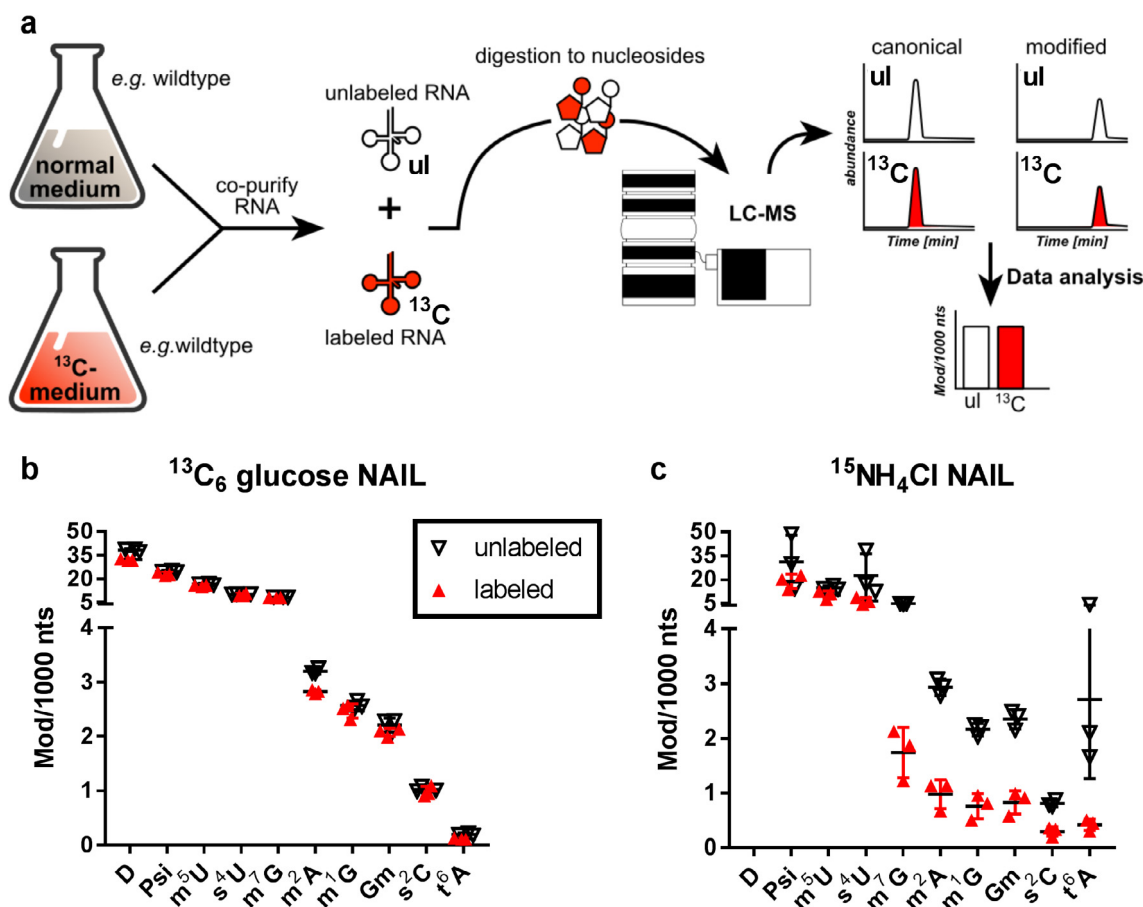 a
e.g. wildtype
normal
medium
e.g.wildtype
¹³C-
medium
co-purify
RNA
unlabeled RNA
ul
+
¹³C
labeled RNA
digestion to nucleosides
LC-MS
canonical
modified
ul
ul
abundance
¹³C
¹³C
Time [min]
Time [min]
Data analysis
Mod/1000 nts
ul
¹³C
b
¹³C₆ glucose NAIL
unlabeled
labeled
Mod/1000 nts
50
35
20
5
4
3
2
1
0
D
Psi
m⁵U
s⁴U
m⁷G
m²A
m¹G
Gm
s²C
t⁶A
c
¹⁵NH₄Cl NAIL
Mod/1000 nts
50
35
20
5
4
3
2
1
0
D
Psi
m⁵U
s⁴U
m⁷G
m²A
m¹G
Gm
s²C
t⁶A